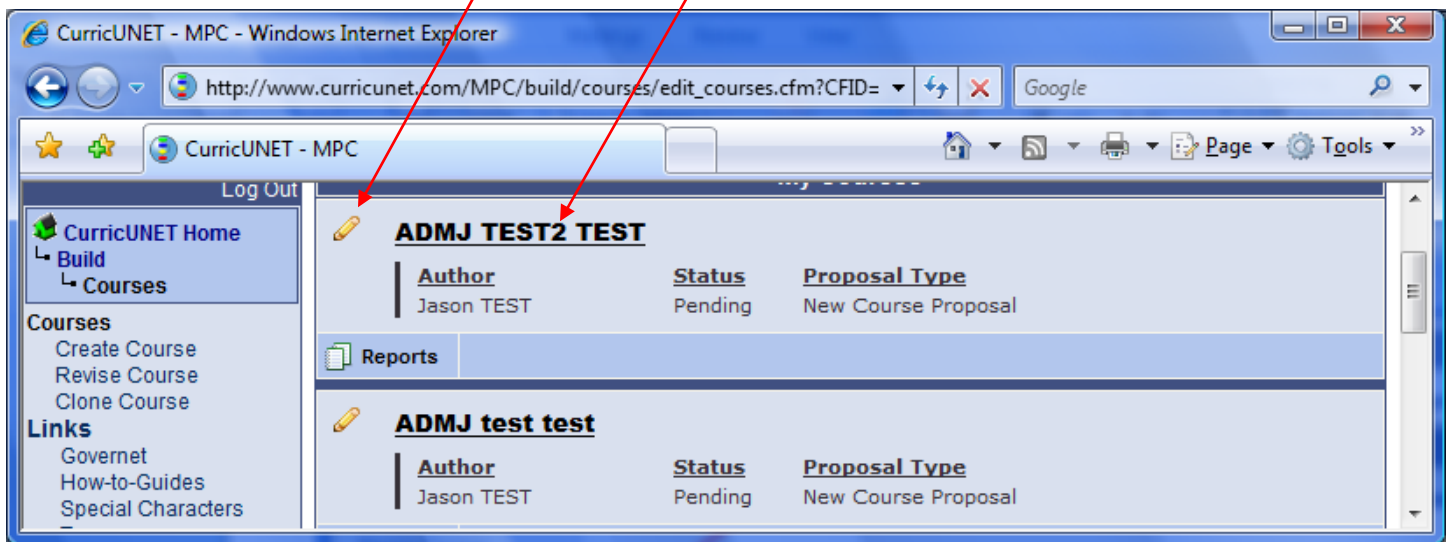 CurricUNET - MPC - Windows Internet Explorer
http://www.curricunet.com/MPC/build/courses/edit_courses.cfm?CFID=
Google
CurricUNET - MPC
Page
Tools
Log Out
CurricUNET Home
Build
Courses
Courses
Create Course
Revise Course
Clone Course
Links
Governet
How-to-Guides
Special Characters
My Courses
ADMJ TEST2 TEST
Author Status Proposal Type
Jason TEST Pending New Course Proposal
Reports
ADMJ test test
Author Status Proposal Type
Jason TEST Pending New Course Proposal